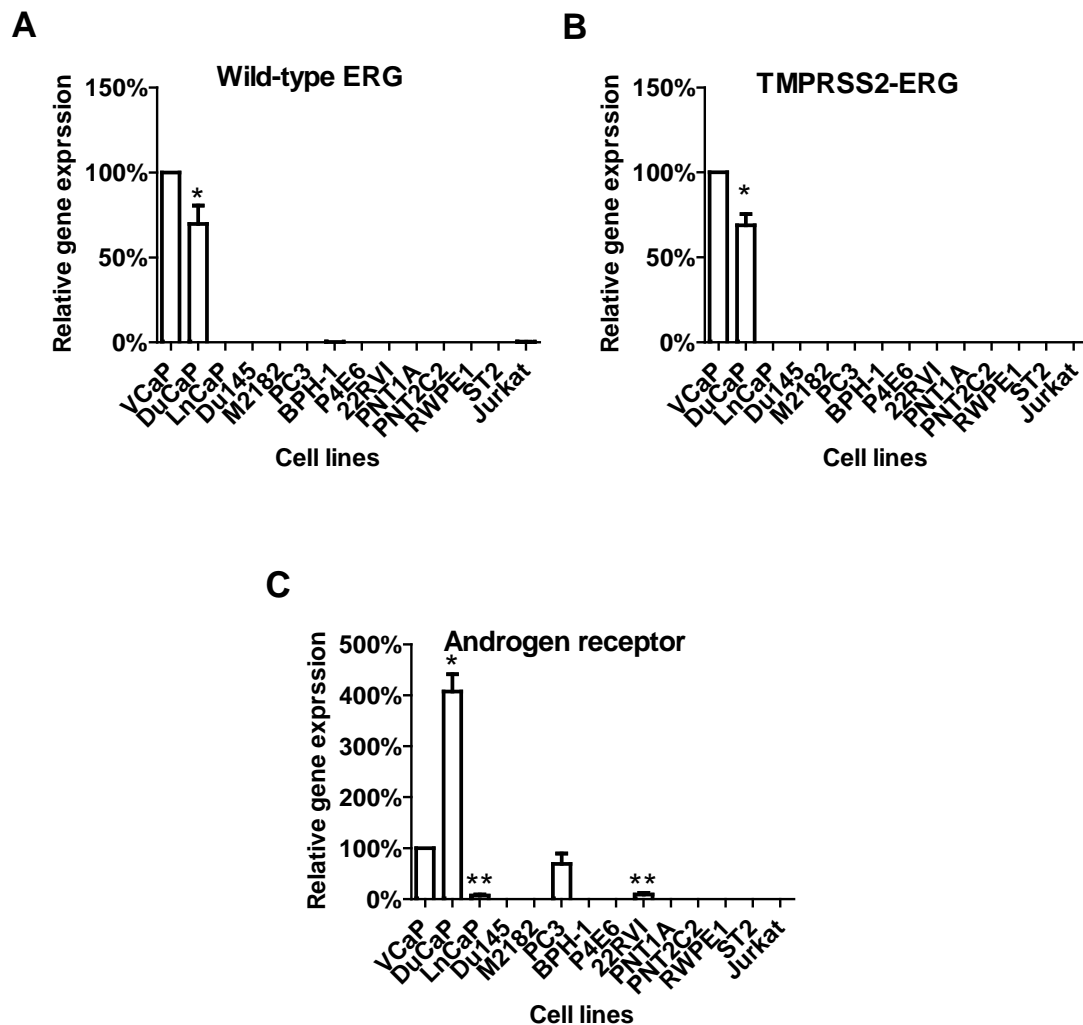 A
Wild-type ERG
150%
100%
50%
0%
Relative gene exprssion
*
VCaP
DuCaP
LnCaP
Du145
M2182
PC3
BPH-1
P4E6
22RVI
PNT1A
PNT2C2
RWPE1
ST2
Jurkat
Cell lines
B
TMPRSS2-ERG
150%
100%
50%
0%
Relative gene exprssion
*
VCaP
DuCaP
LnCaP
Du145
M2182
PC3
BPH-1
P4E6
22RVI
PNT1A
PNT2C2
RWPE1
ST2
Jurkat
Cell lines
C
Androgen receptor
500%
400%
300%
200%
100%
0%
Relative gene exprssion
*
**
**
VCaP
DuCaP
LnCaP
Du145
M2182
PC3
BPH-1
P4E6
22RVI
PNT1A
PNT2C2
RWPE1
ST2
Jurkat
Cell lines